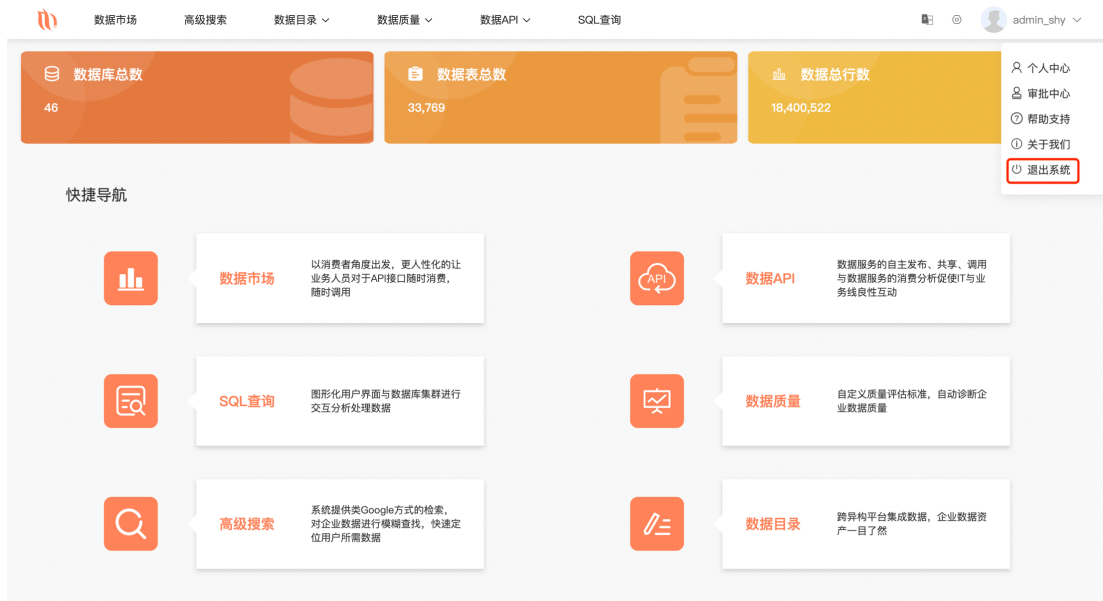 数据市场 高级搜索 数据目录 数据质量 数据API SQL查询 admin_shy
数据库总数
46
数据表总数
33,769
数据总行数
18,400,522
个人中心
审批中心
帮助支持
关于我们
退出系统
快捷导航
数据市场
以消费者角度出发，更人性化的让
业务人员对于API接口随时消费，
随时调用
API
数据API
数据服务的自主发布、共享、调用
与数据服务的消费分析促使IT与业
务线良性互动
SQL查询
图形化用户界面与数据库集群进行
交互分析处理数据
数据质量
自定义质量评估标准，自动诊断企
业数据质量
高级搜索
系统提供类Google方式的检索，
对企业数据进行模糊查找，快速定
位用户所需数据
数据目录
跨异构平台集成数据，企业数据资
产一目了然